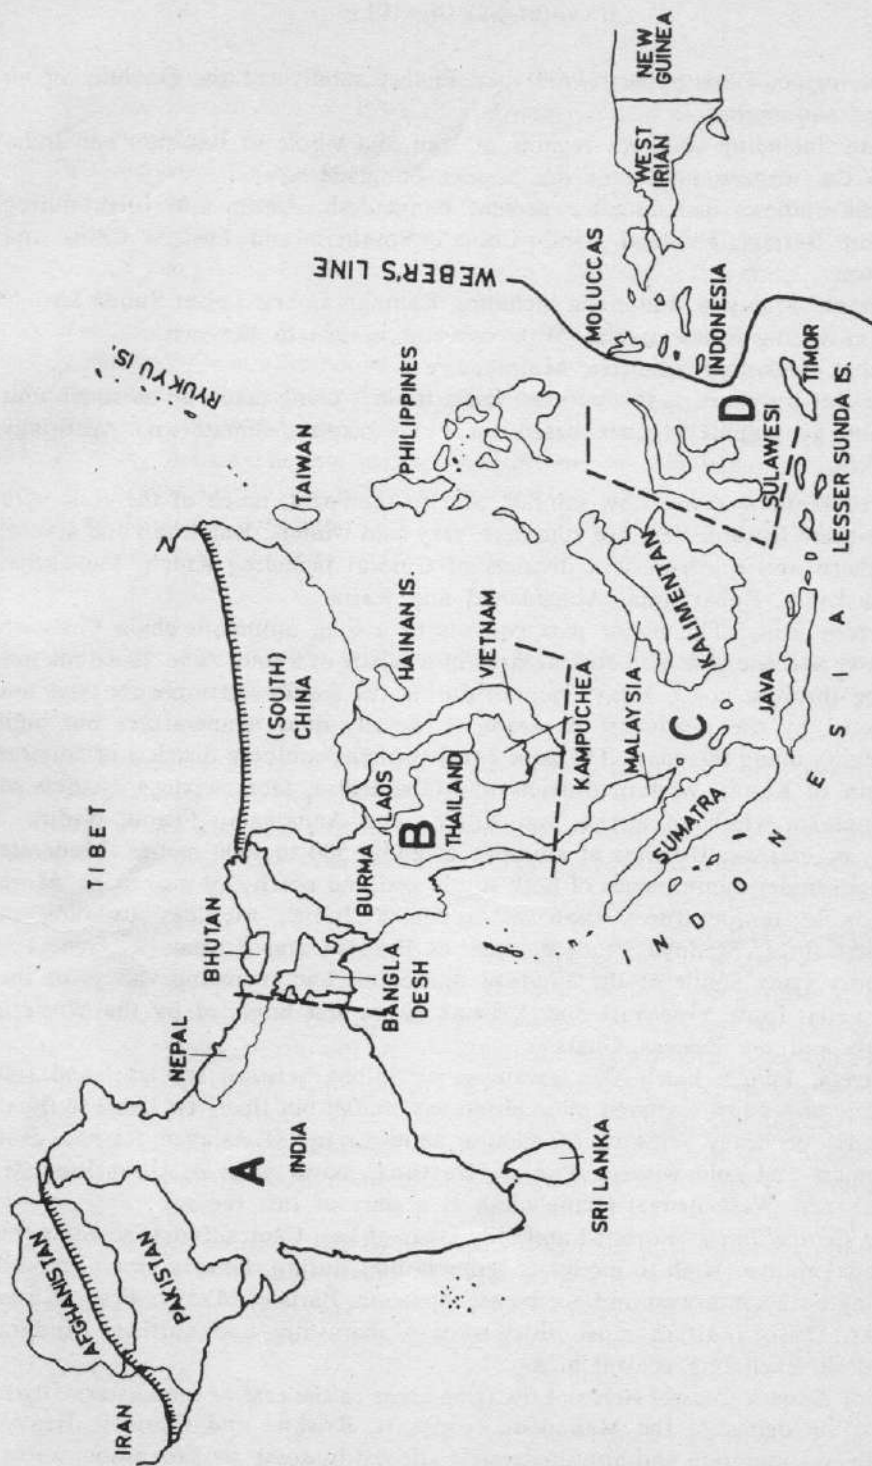 TIBET
RYUKYU IS.
IRAN
AFGHANISTAN
PAKISTAN
NEPAL
BHUTAN
(SOUTH
CHINA
TAIWAN
A
INDIA
BANGLA
DESH
BURMA
LAOS
B
THAILAND
HAINAN IS.
VIETNAM
PHILIPPINES
WEBER'S LINE
SRI LANKA
KAMPUCHEA
MALAYSIA
C
KALIMENTAN
SUMATRA
MOLUCCAS
WEST
IRIAN
NEW
GUINEA
INDONESIA
D
SULAWESI
JAVA
TIMOR
LESSER SUNDA IS.
INDONESIA